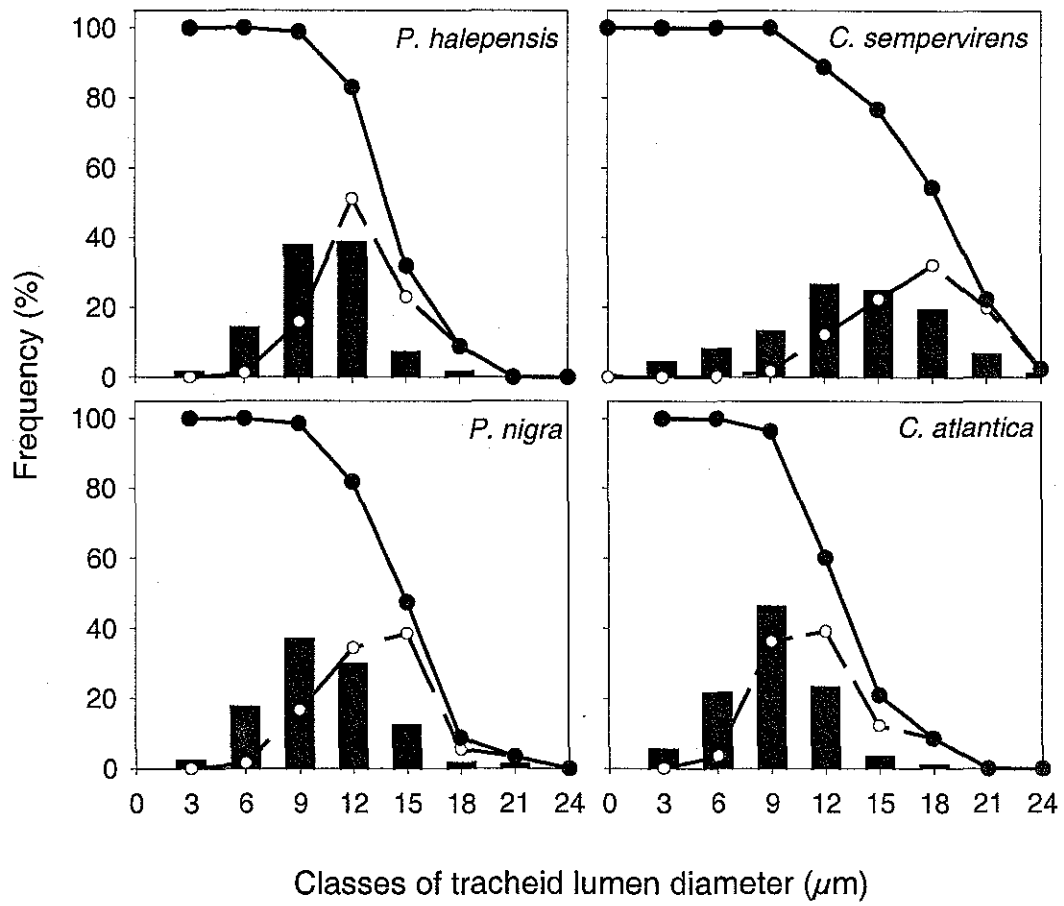 P. halepensis
C. sempervirens
100
80
60
40
20
0
P. nigra
C. atlantica
100
80
60
40
20
0
Frequency (%)
0 3 6 9 12 15 18 21 24 0 3 6 9 12 15 18 21 24
Classes of tracheid lumen diameter (μm)